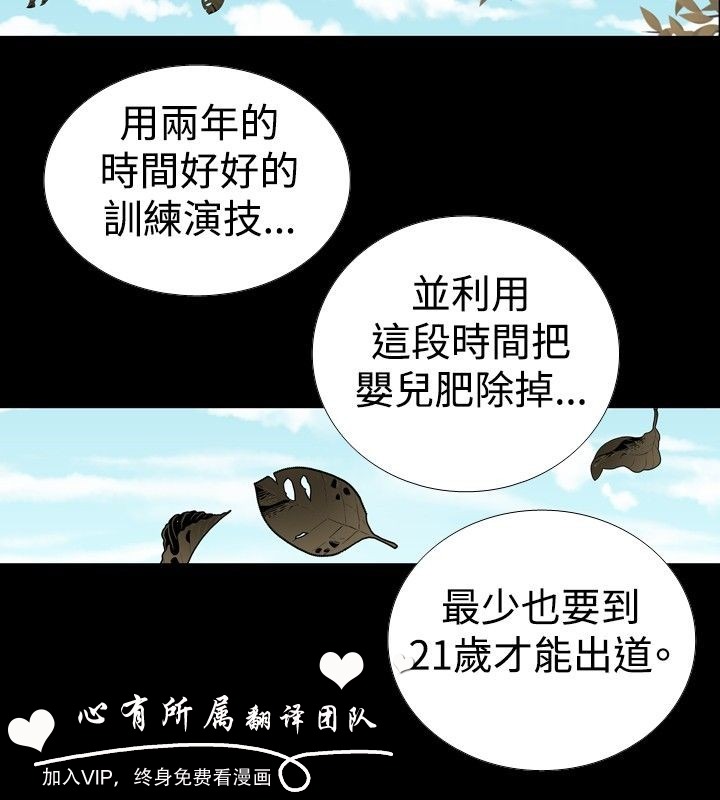 用兩年的
時間好好的
訓練演技...
並利用
這段時間把
嬰兒肥除掉...
最少也要到
21歲才能出道。
心有所属翻译团队
加入VIP，终身免费看漫画